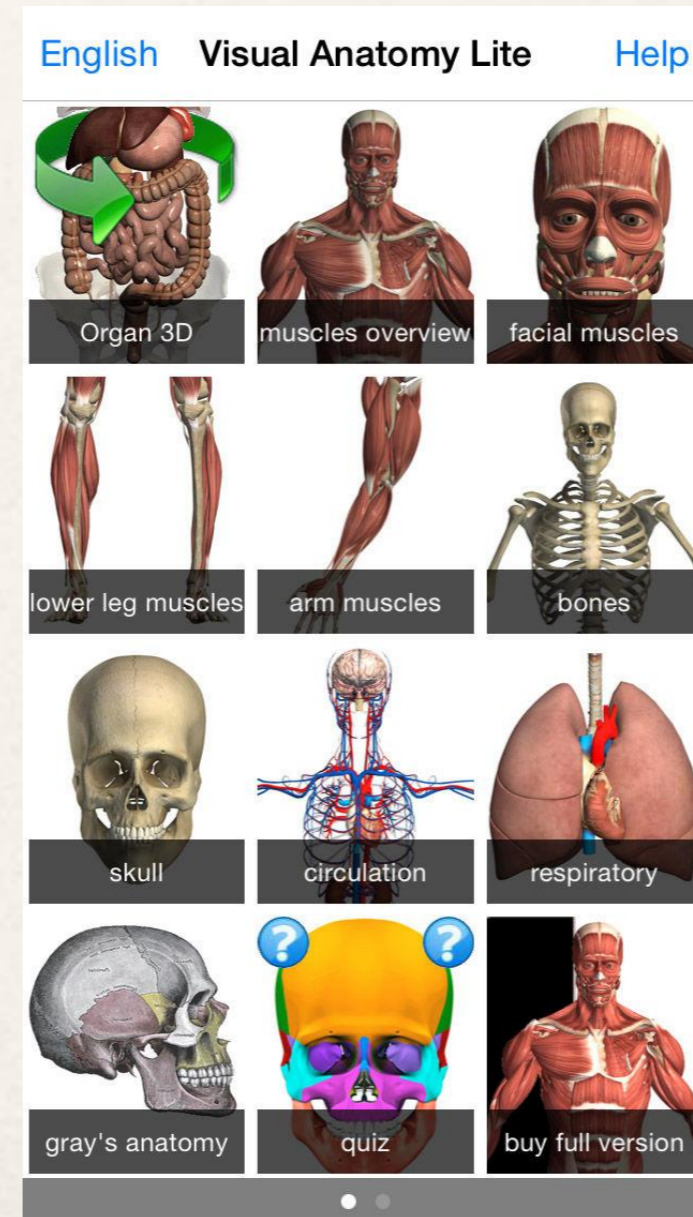 English Visual Anatomy Lite Help
Organ 3D muscles overview facial muscles
lower leg muscles arm muscles bones
skull circulation respiratory
? ?
gray's anatomy quiz buy full version